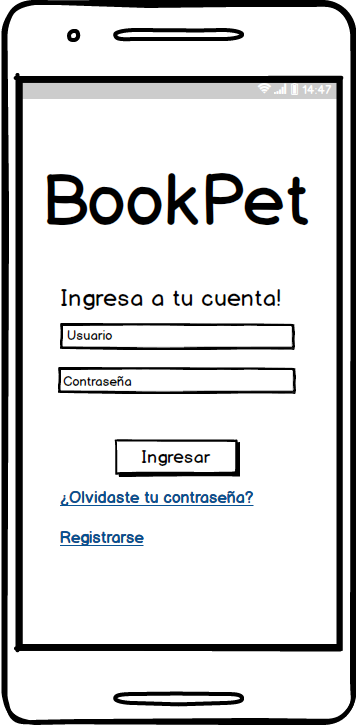 14:47
BookPet
Ingresa a tu cuenta!
Usuario
Contraseña
Ingresar
¿Olvidaste tu contraseña?
Registrarse